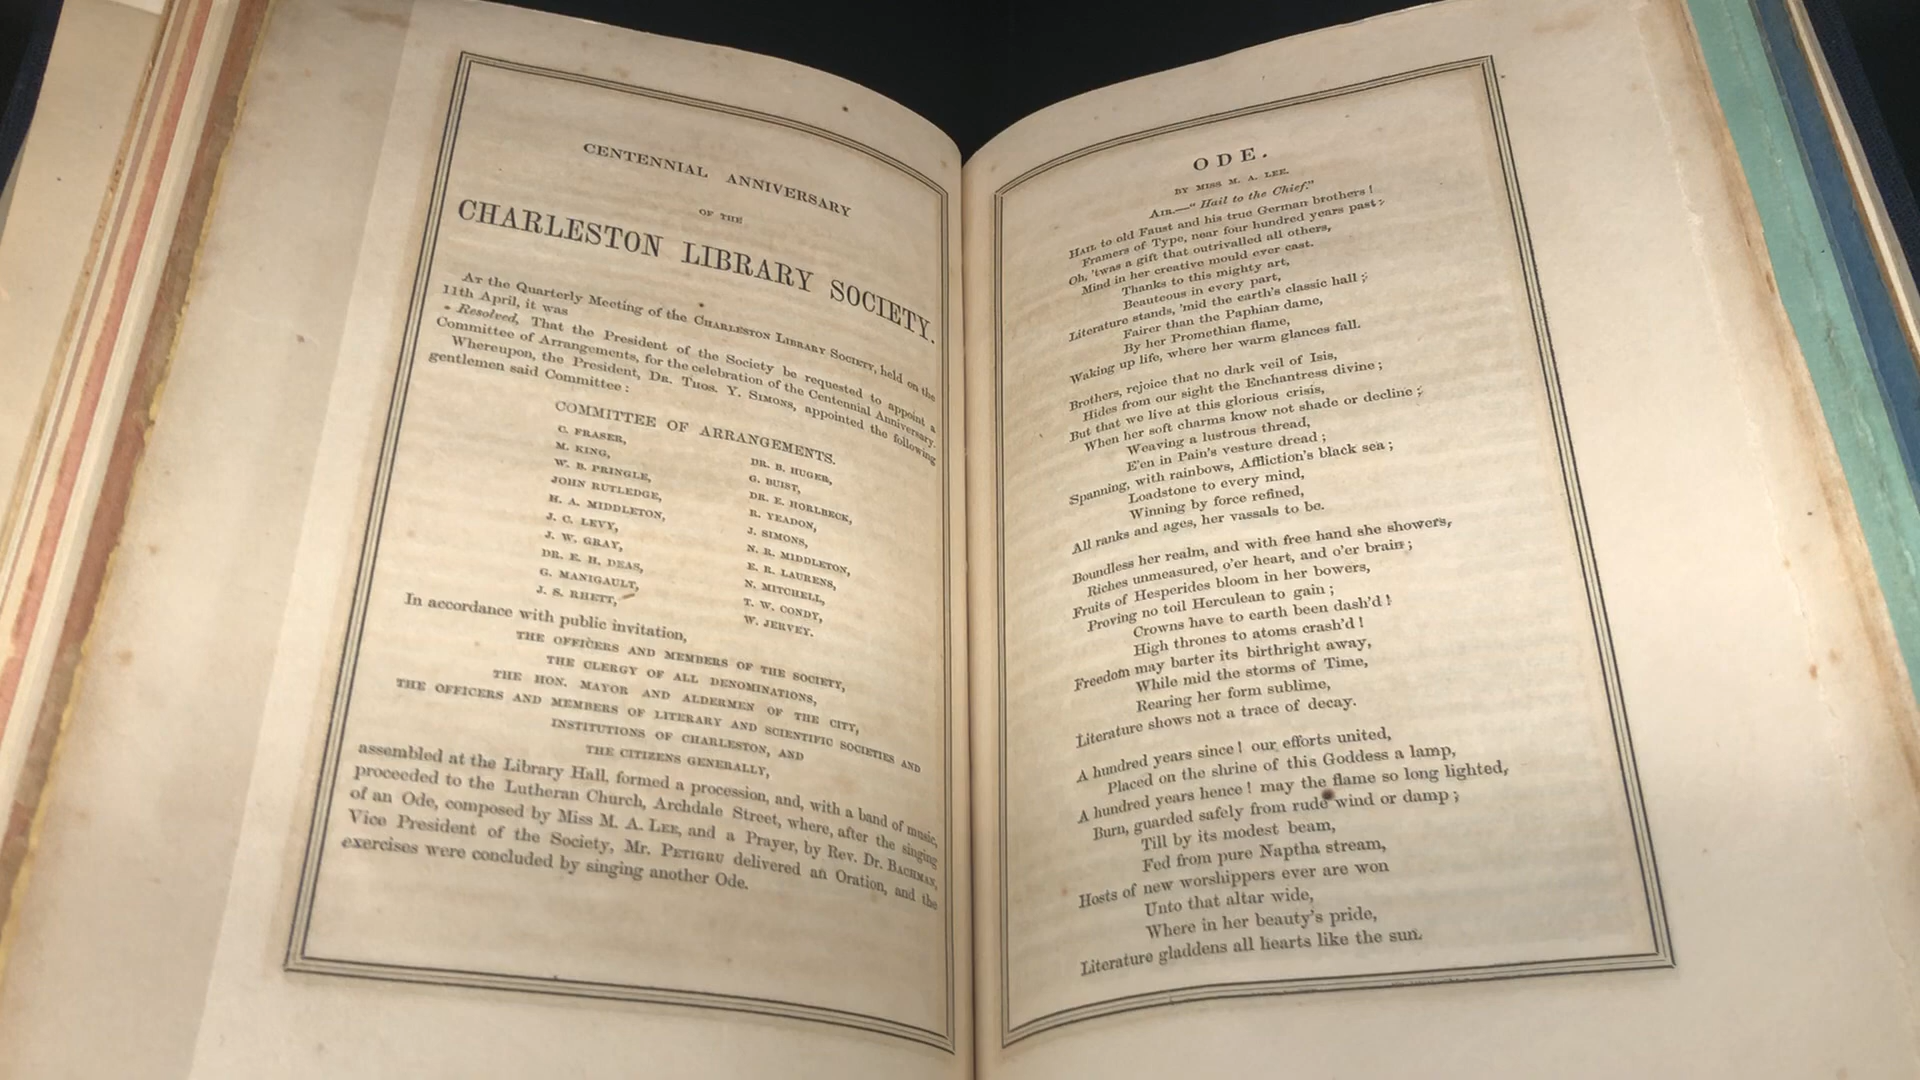 CENTENNIAL ANNIVERSARY
OF THE
CHARLESTON LIBRARY SOCIETY.
At the Quarterly Meeting of the Charleston Library Society, held on the
11th April, it was
" Resolved, That the President of the Society be requested to appoint a
Committee of Arrangements, for the celebration of the Centennial Anniversary.
Whereupon, the President, Dr. Thos. Y. Simons, appointed the following
gentlemen said Committee :
COMMITTEE OF ARRANGEMENTS.
C. FRASER,
M. KING,
W. B. PRINGLE,
JOHN RUTLEDGE,
H. A. MIDDLETON,
J. C. LEVY,
J. W. GRAY,
DR. E. H. DEAS,
G. MANIGAULT,
J. S. RHETT,
DR. B. HUGER,
G. BUIST,
DR. E. HORLBECK,
R. YEADON,
J. SIMONS,
N. R. MIDDLETON,
E. R. LAURENS,
N. MITCHELL,
T. W. CONDY,
W. JERVEY.
In accordance with public invitation,
THE OFFICERS AND MEMBERS OF THE SOCIETY,
THE CLERGY OF ALL DENOMINATIONS,
THE HON. MAYOR AND ALDERMEN OF THE CITY,
THE OFFICERS AND MEMBERS OF LITERARY AND SCIENTIFIC SOCIETIES AND
INSTITUTIONS OF CHARLESTON, AND
THE CITIZENS GENERALLY,
assembled at the Library Hall, formed a procession, and, with a band of music,
proceeded to the Lutheran Church, Archdale Street, where, after the singing
of an Ode, composed by Miss M. A. Lee, and a Prayer, by Rev. Dr. Bachman,
Vice President of the Society, Mr. Petigru delivered an Oration, and the
exercises were concluded by singing another Ode.
ODE.
BY MISS M. A. LEE.
Air.—" Hail to the Chief."
Hail to old Faust and his true German brothers !
Framers of Type, near four hundred years past ;
Oh, 'twas a gift that outrivalled all others,
Mind in her creative mould ever cast.
Thanks to this mighty art,
Beauteous in every part,
Literature stands, 'mid the earth's classic hall ;
Fairer than the Paphian dame,
By her Promethian flame,
Waking up life, where her warm glances fall.
Brothers, rejoice that no dark veil of Isis,
Hides from our sight the Enchantress divine ;
But that we live at this glorious crisis,
When her soft charms know not shade or decline ;
Weaving a lustrous thread,
E'en in Pain's vesture dread ;
Spanning, with rainbows, Affliction's black sea ;
Loadstone to every mind,
Winning by force refined,
All ranks and ages, her vassals to be.
Boundless her realm, and with free hand she showers,
Riches unmeasured, o'er heart, and o'er brain ;
Fruits of Hesperides bloom in her bowers,
Proving no toil Herculean to gain ;
Crowns have to earth been dash'd !
High thrones to atoms crash'd !
Freedom may barter its birthright away,
While mid the storms of Time,
Rearing her form sublime,
Literature shows not a trace of decay.
A hundred years since ! our efforts united,
Placed on the shrine of this Goddess a lamp,
A hundred years hence ! may the flame so long lighted,
Burn, guarded safely from rude wind or damp ;
Till by its modest beam,
Fed from pure Naptha stream,
Hosts of new worshippers ever are won
Unto that altar wide,
Where in her beauty's pride,
Literature gladdens all hearts like the sun.